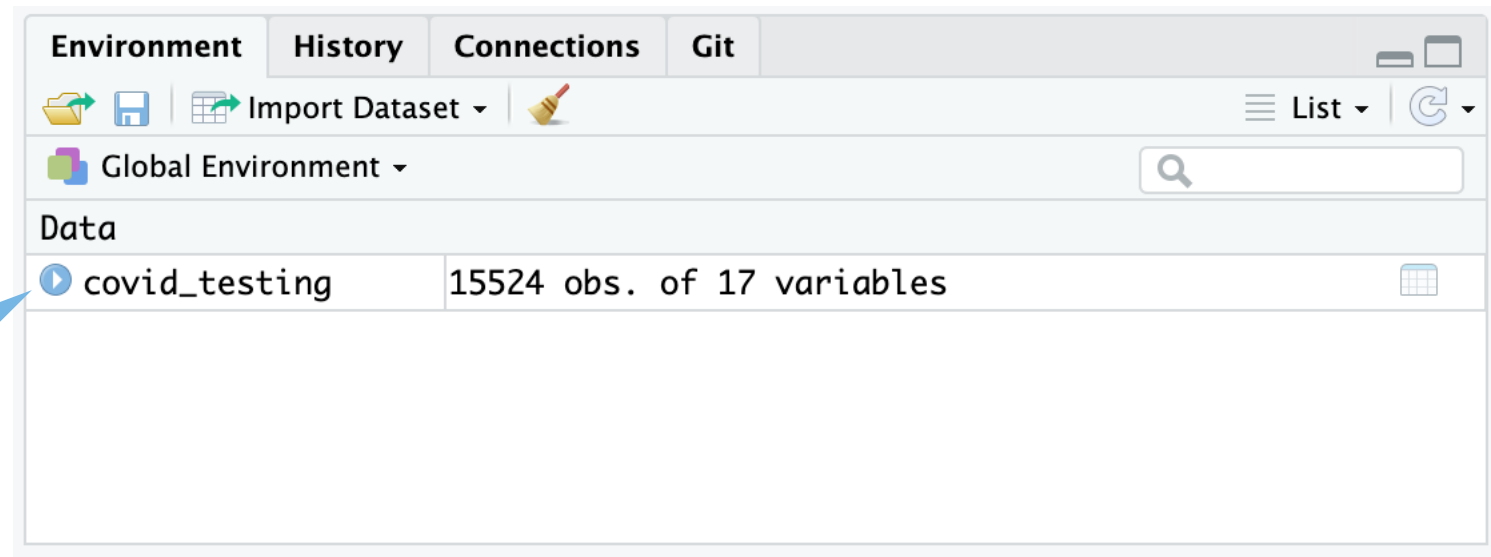 Environment History Connections Git
Import Dataset List
Global Environment
Data
covid_testing 15524 obs. of 17 variables